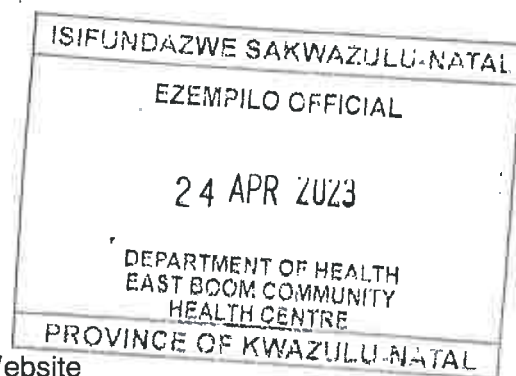 ISIFUNDAZWE SAKWAZULU-NATAL
EZEMPILO OFFICIAL
24 APR 2023
DEPARTMENT OF HEALTH
EAST BOOM COMMUNITY
HEALTH CENTRE
PROVINCE OF KWAZULU-NATAL